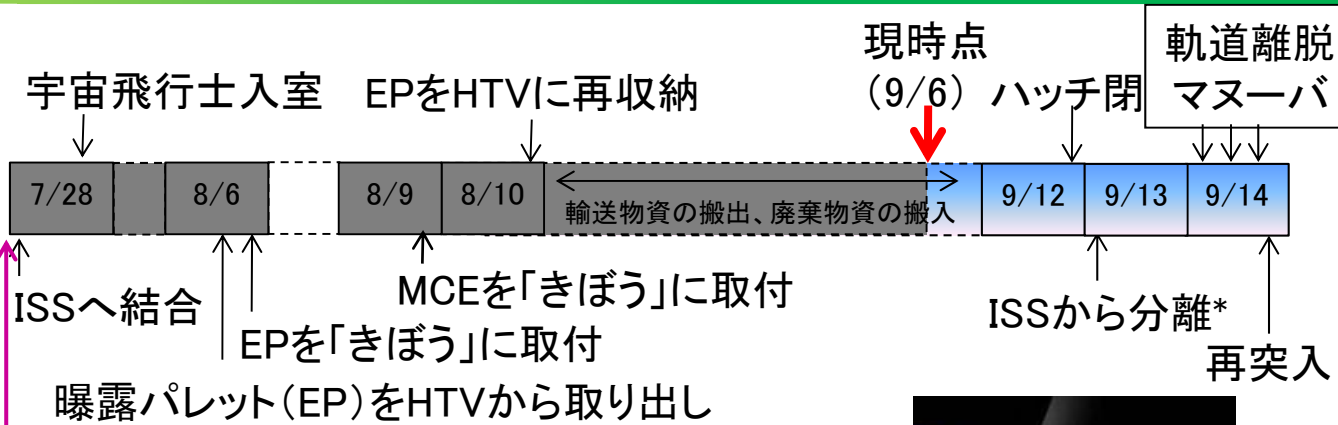 現時点
(9/6)
ハッチ閉
軌道離脱
マヌーバ
宇宙飛行士入室
EPをHTVに再収納
7/28
8/6
8/9
8/10
輸送物資の搬出、廃棄物資の搬入
9/12
9/13
9/14
ISSへ結合
MCEを「きぼう」に取付
ISSから分離*
EPを「きぼう」に取付
再突入
曝露パレット(EP)をHTVから取り出し